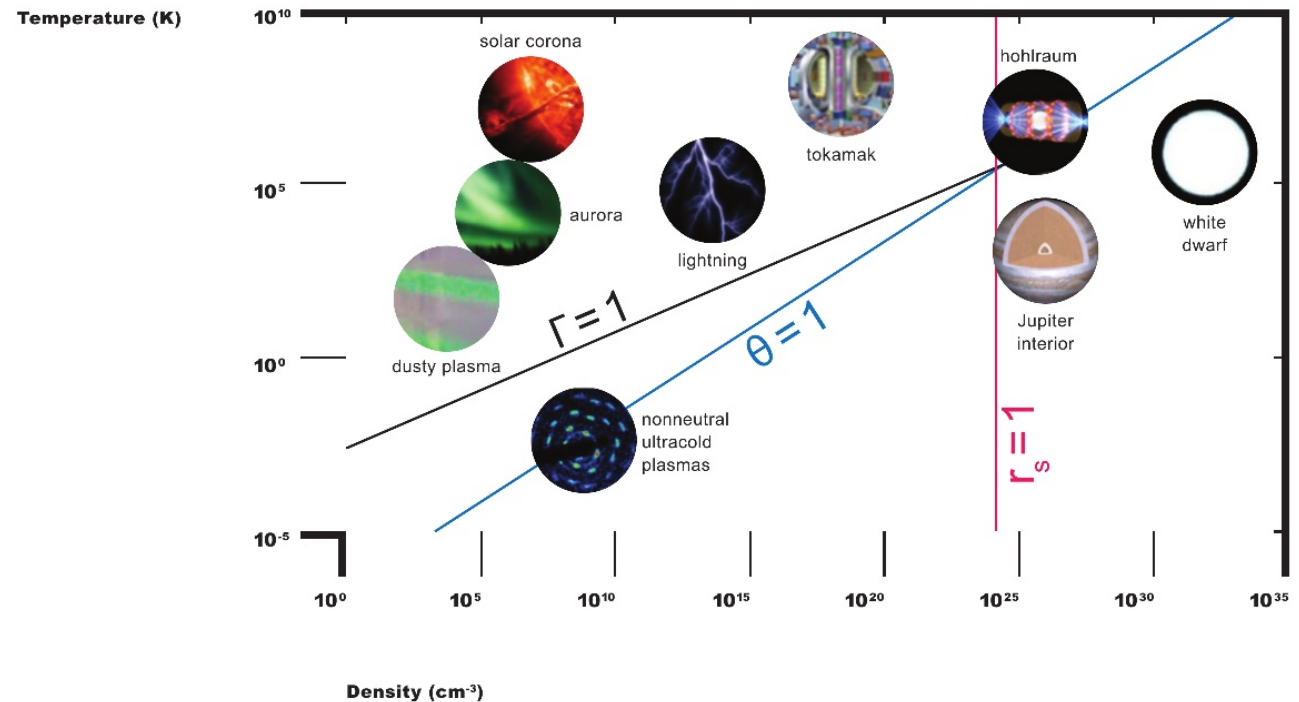 Temperature (K)
10¹⁰
solar corona
hohlraum
tokamak
10⁵
aurora
white
dwarf
lightning
Γ=1
θ=1
Jupiter
interior
10⁰
dusty plasma
nonneutral
ultracold
plasmas
rₛ=1
10⁻⁵
10⁰ 10⁵ 10¹⁰ 10¹⁵ 10²⁰ 10²⁵ 10³⁰ 10³⁵
Density (cm⁻³)